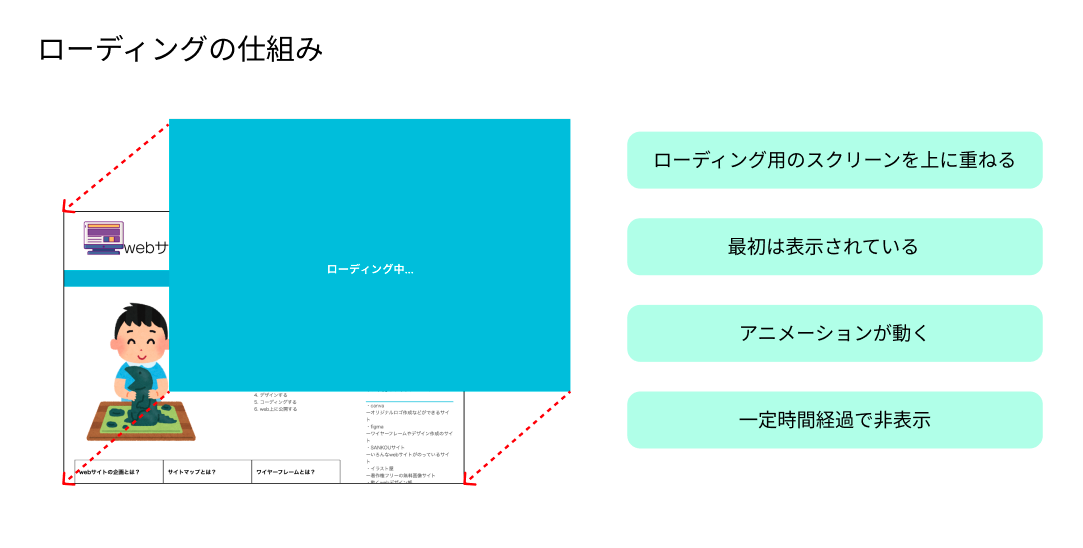 ローディングの仕組み
ローディング用のスクリーンを上に重ねる
最初は表示されている
アニメーションが動く
一定時間経過で非表示
webサ
ローディング中...
4. デザインする
5. コーディングする
6. web上に公開する
・canva
ーオリジナルロゴ作成などができるサイ
ト
・figma
ーワイヤーフレームやデザイン作成のサイ
ト
・SANKOUサイト
ーいろんなwebサイトがのっているサイ
ト
・イラスト屋
ー著作権フリーの無料画像サイト
webサイトの企画とは？
サイトマップとは？
ワイヤーフレームとは？